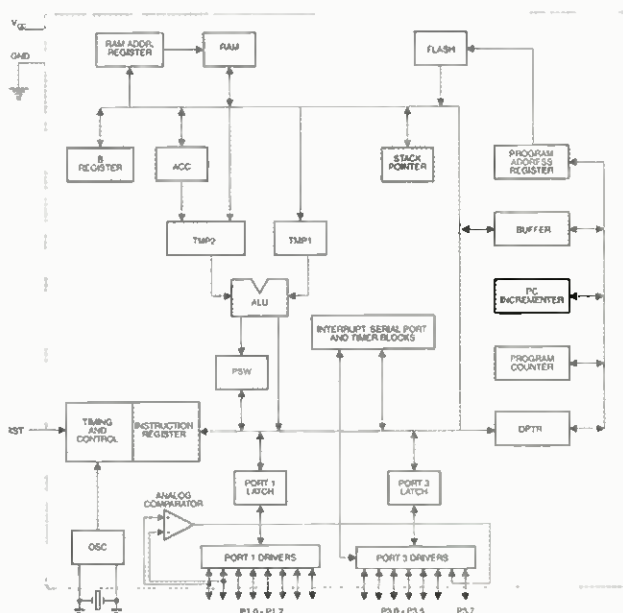 VCC
GND
RAM ADDR.
REGISTER
RAM
FLASH
B
REGISTER
ACC
STACK
POINTER
PROGRAM
ADDRESS
REGISTER
TMP2
TMP1
BUFFER
ALU
PC
INCREMENTER
INTERRUPT, SERIAL PORT
AND TIMER BLOCKS
PSW
PROGRAM
COUNTER
RST
TIMING
AND
CONTROL
INSTRUCTION
REGISTER
DPTR
PORT 1
LATCH
PORT 3
LATCH
ANALOG
COMPARATOR
+
-
OSC
PORT 1 DRIVERS
PORT 3 DRIVERS
P1.0 - P1.7
P3.0 - P3.5
P3.7